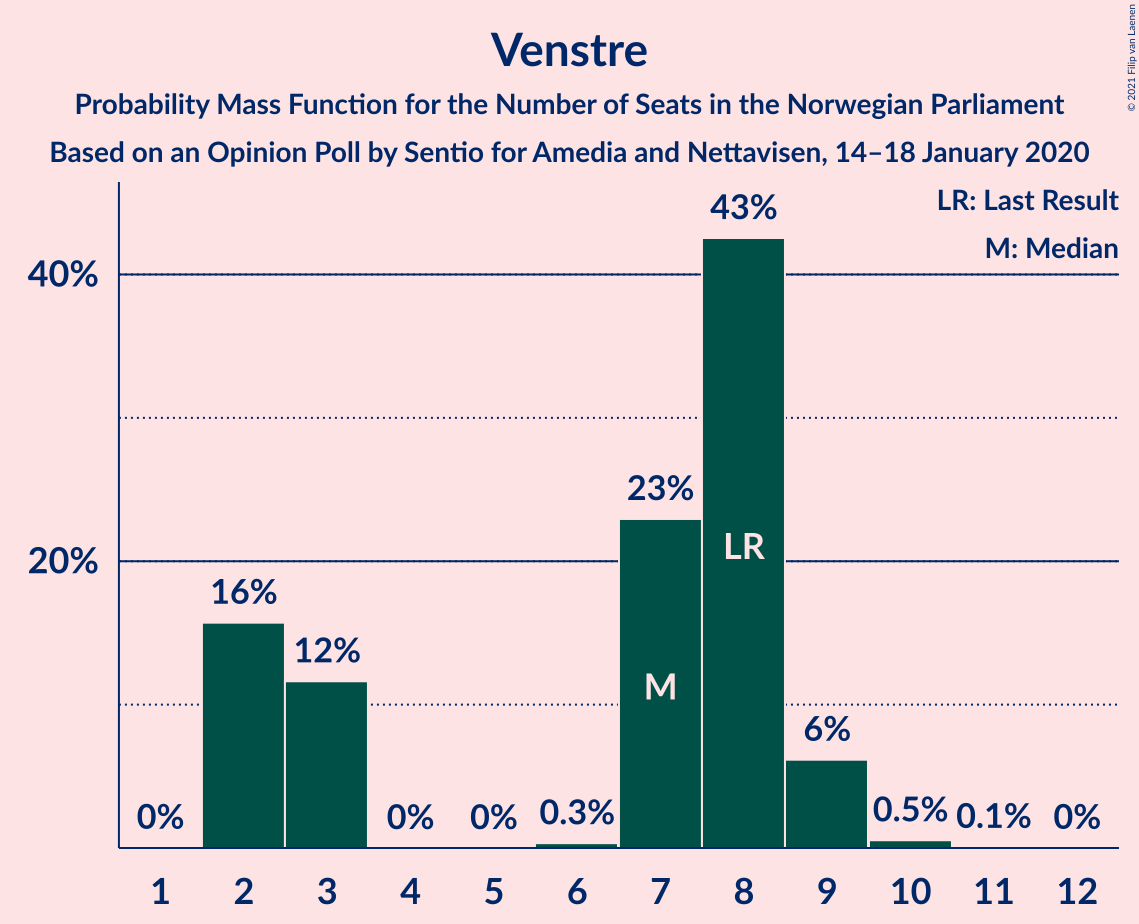 Venstre
Probability Mass Function for the Number of Seats in the Norwegian Parliament
Based on an Opinion Poll by Sentio for Amedia and Nettavisen, 14–18 January 2020
© 2021 Filip van Laenen
LR: Last Result
M: Median
40%
20%
0%
16%
12%
0%
0%
0.3%
23%
43%
6%
0.5%
0.1%
0%
M
LR
1 2 3 4 5 6 7 8 9 10 11 12